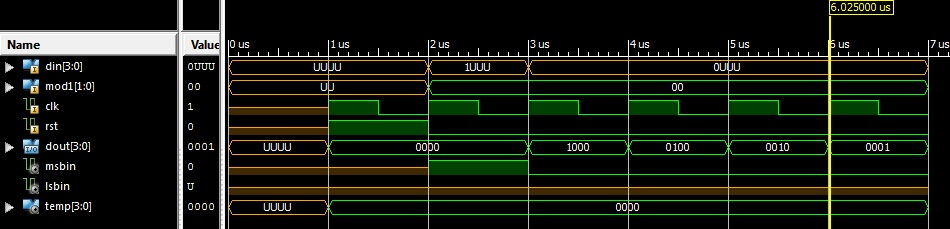 6.025000 us
Name Value 0 us 1 us 2 us 3 us 4 us 5 us 6 us 7 us
din[3:0] 0UUU UUUU 1UUU 0UUU
mod1[1:0] 00 UU 00
clk 1
rst 0
dout[3:0] 0001 UUUU 0000 1000 0100 0010 0001
msbin 0
lsbin U
temp[3:0] 0000 UUUU 0000